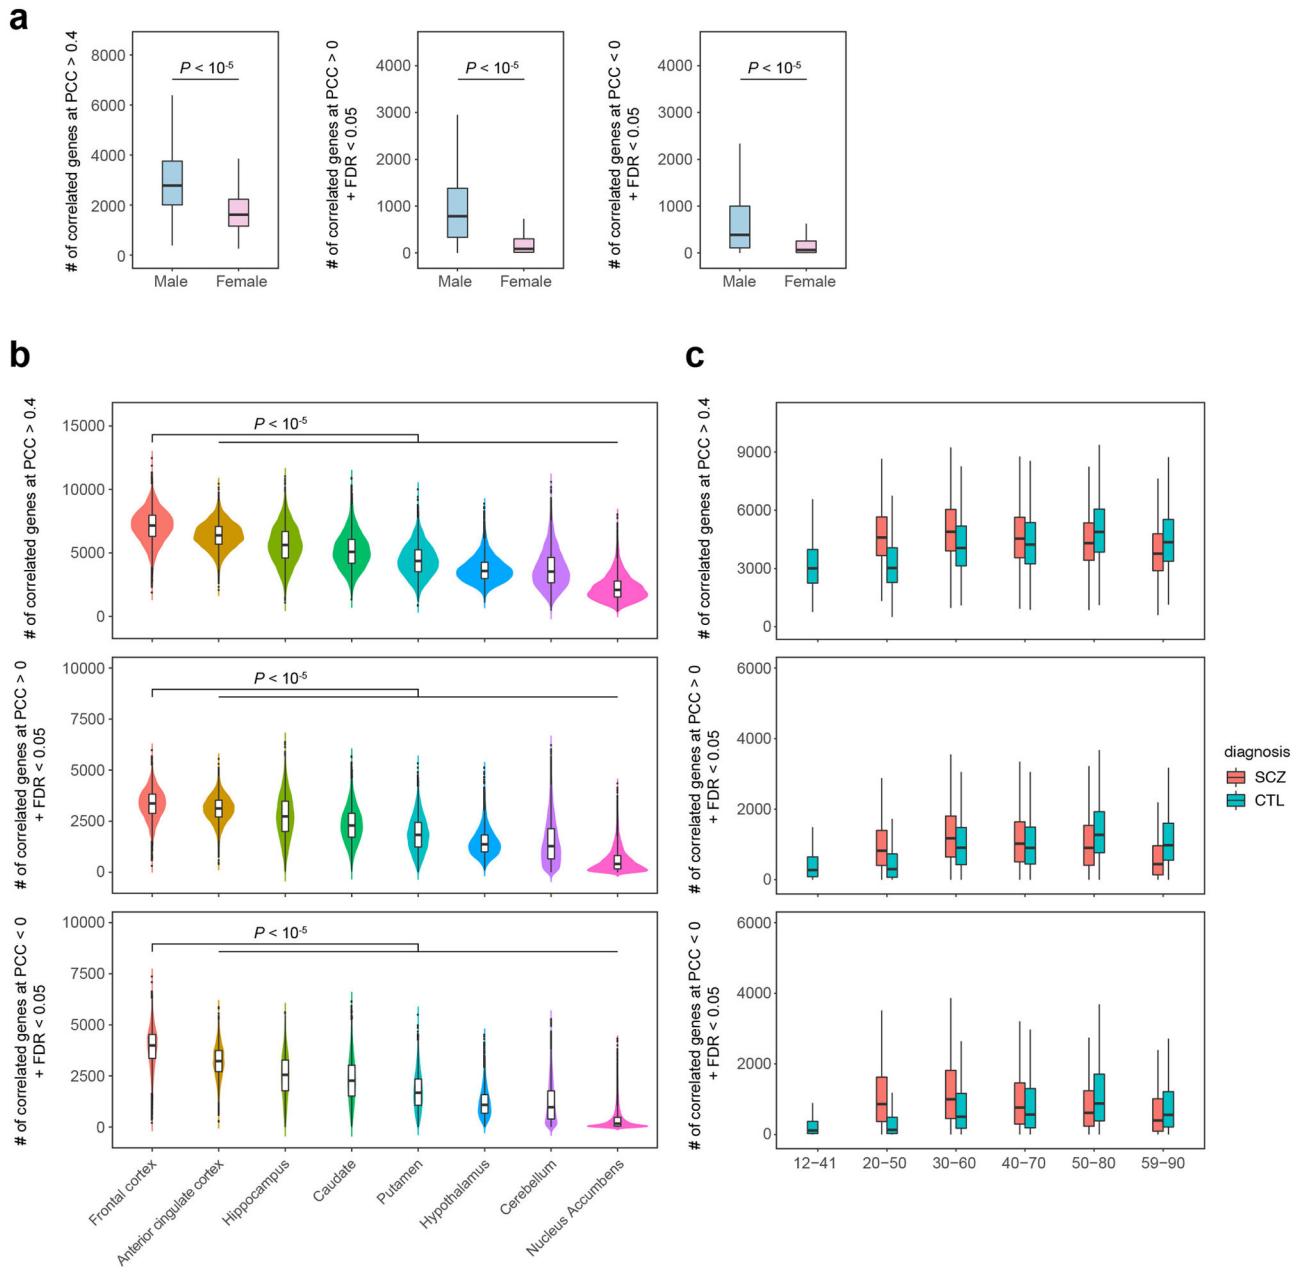 a
# of correlated genes at PCC > 0.4
8000
6000
4000
2000
0
P < 10-5
Male
Female
# of correlated genes at PCC > 0
+ FDR < 0.05
4000
3000
2000
1000
0
P < 10-5
Male
Female
# of correlated genes at PCC < 0
+ FDR < 0.05
4000
3000
2000
1000
0
P < 10-5
Male
Female
b
# of correlated genes at PCC > 0.4
15000
10000
5000
0
P < 10-5
# of correlated genes at PCC > 0
+ FDR < 0.05
10000
7500
5000
2500
0
P < 10-5
# of correlated genes at PCC < 0
+ FDR < 0.05
10000
7500
5000
2500
0
P < 10-5
Frontal cortex
Anterior cingulate cortex
Hippocampus
Caudate
Putamen
Hypothalamus
Cerebellum
Nucleus Accumbens
c
# of correlated genes at PCC > 0.4
9000
6000
3000
0
# of correlated genes at PCC > 0
+ FDR < 0.05
6000
4000
2000
0
# of correlated genes at PCC < 0
+ FDR < 0.05
6000
4000
2000
0
12−41
20−50
30−60
40−70
50−80
59−90
diagnosis
SCZ
CTL